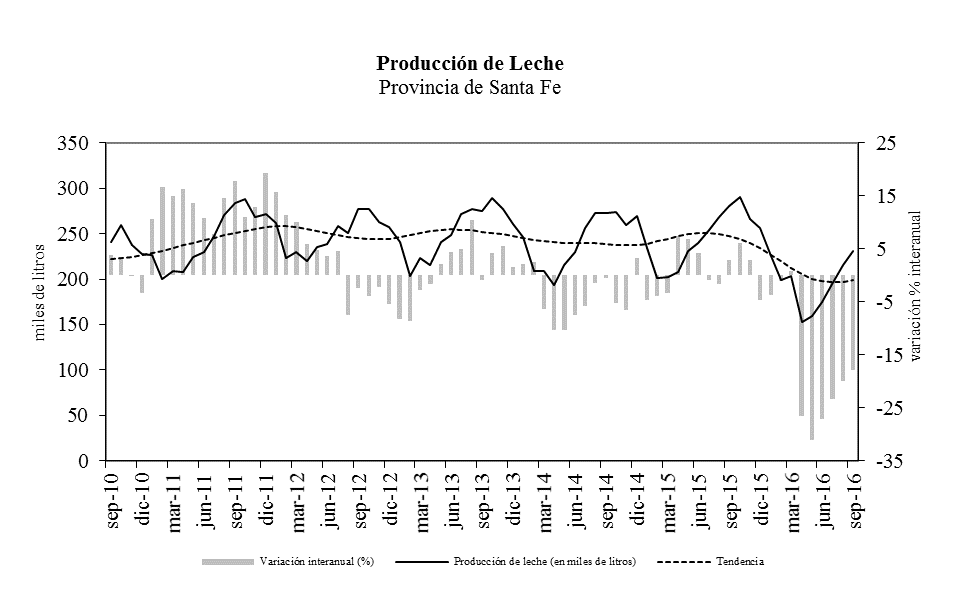 Producción de Leche
Provincia de Santa Fe
miles de litros
350
300
250
200
150
100
50
0
25
15
5
-5
-15
-25
-35
variación % interanual
sep-10
dic-10
mar-11
jun-11
sep-11
dic-11
mar-12
jun-12
sep-12
dic-12
mar-13
jun-13
sep-13
dic-13
mar-14
jun-14
sep-14
dic-14
mar-15
jun-15
sep-15
dic-15
mar-16
jun-16
sep-16
Variación interanual (%)
Producción de leche (en miles de litros)
Tendencia